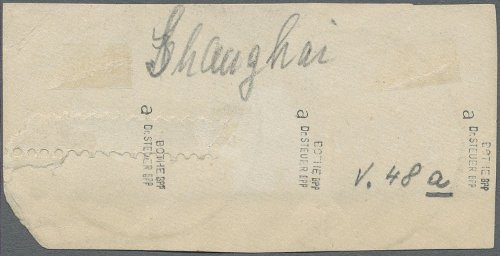 Shanghai
a
BOTHE BPP
Dr. STEUER BPP
a
BOTHE BPP
Dr. STEUER BPP
a
BOTHE BPP
Dr. STEUER BPP
V. 48 a